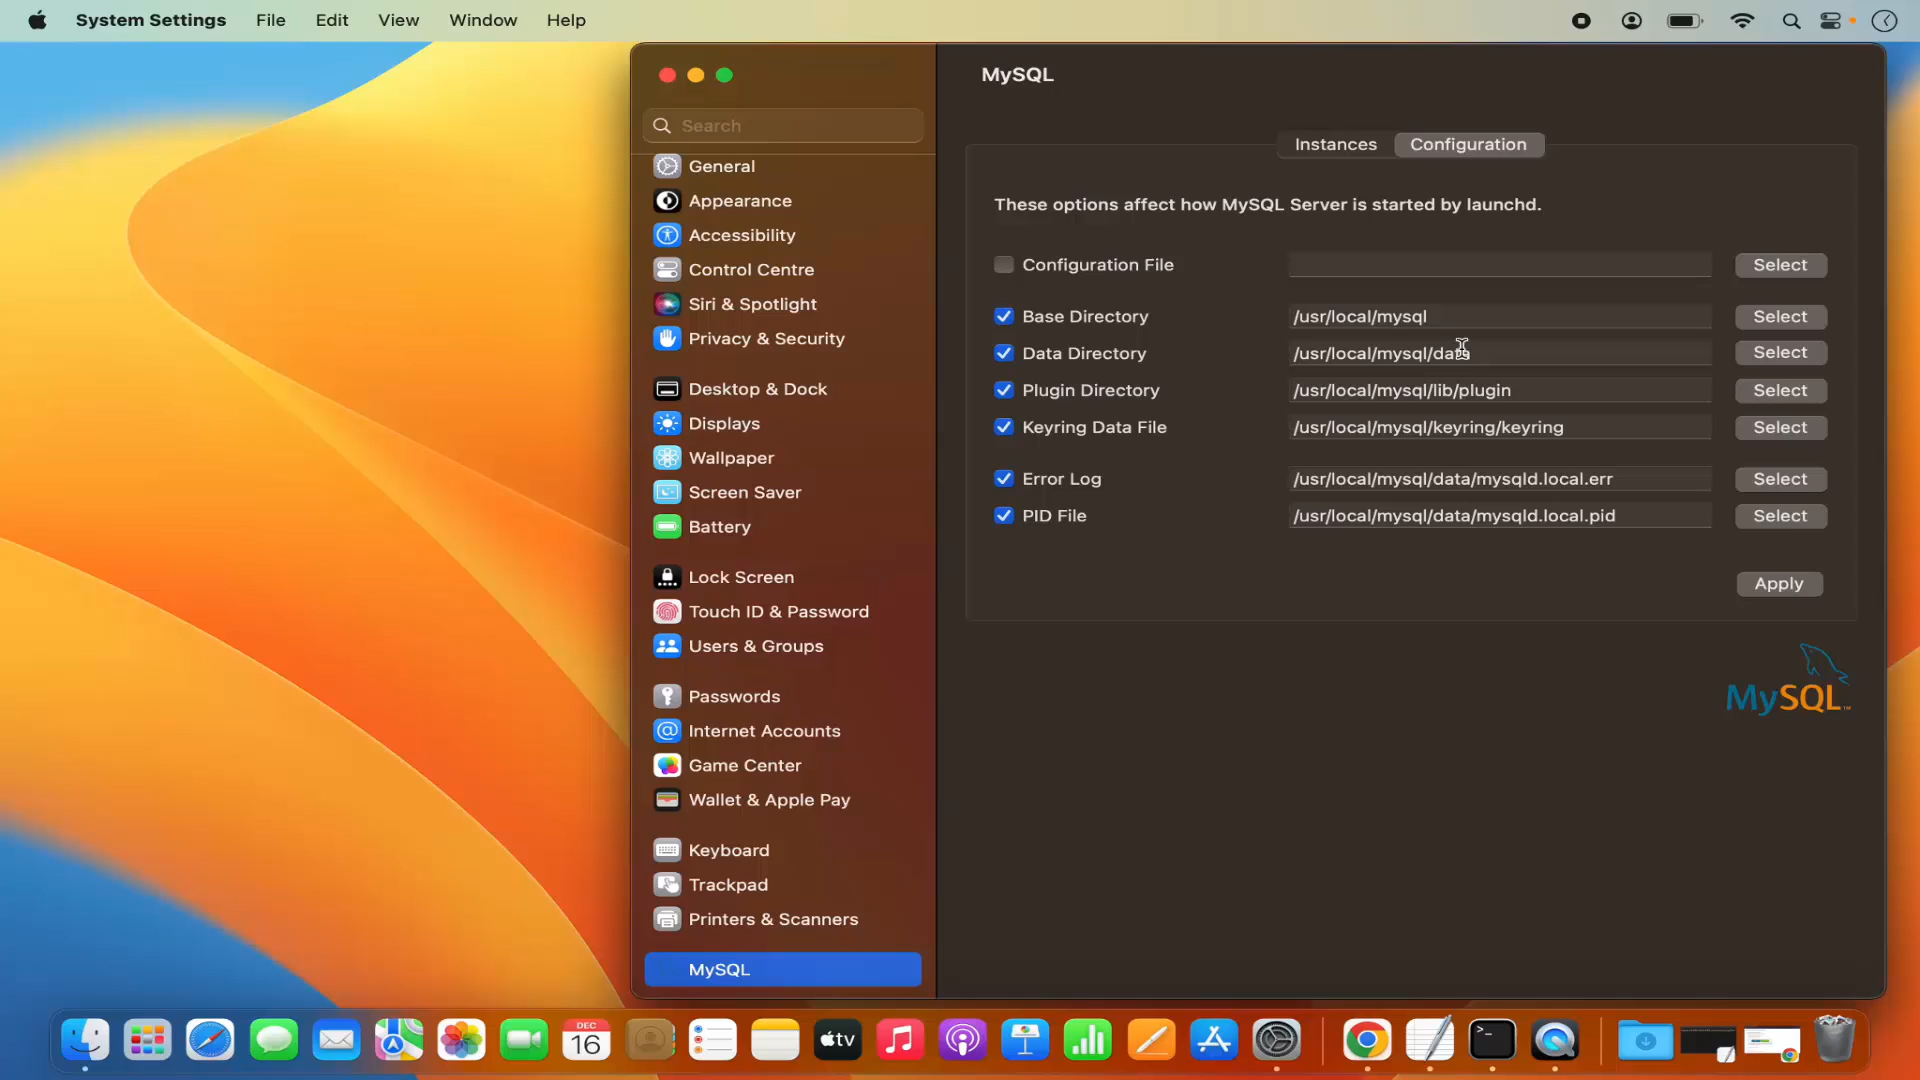 System Settings File Edit View Window Help
MySQL
Search
Instances Configuration
General
Appearance
Accessibility
Control Centre
Siri & Spotlight
Privacy & Security
Desktop & Dock
Displays
Wallpaper
Screen Saver
Battery
Lock Screen
Touch ID & Password
Users & Groups
Passwords
Internet Accounts
Game Center
Wallet & Apple Pay
Keyboard
Trackpad
Printers & Scanners
MySQL
These options affect how MySQL Server is started by launchd.
Configuration File Select
Base Directory /usr/local/mysql Select
Data Directory /usr/local/mysql/data Select
Plugin Directory /usr/local/mysql/lib/plugin Select
Keyring Data File /usr/local/mysql/keyring/keyring Select
Error Log /usr/local/mysql/data/mysqld.local.err Select
PID File /usr/local/mysql/data/mysqld.local.pid Select
Apply
MySQL™
DEC
16
tv
>_